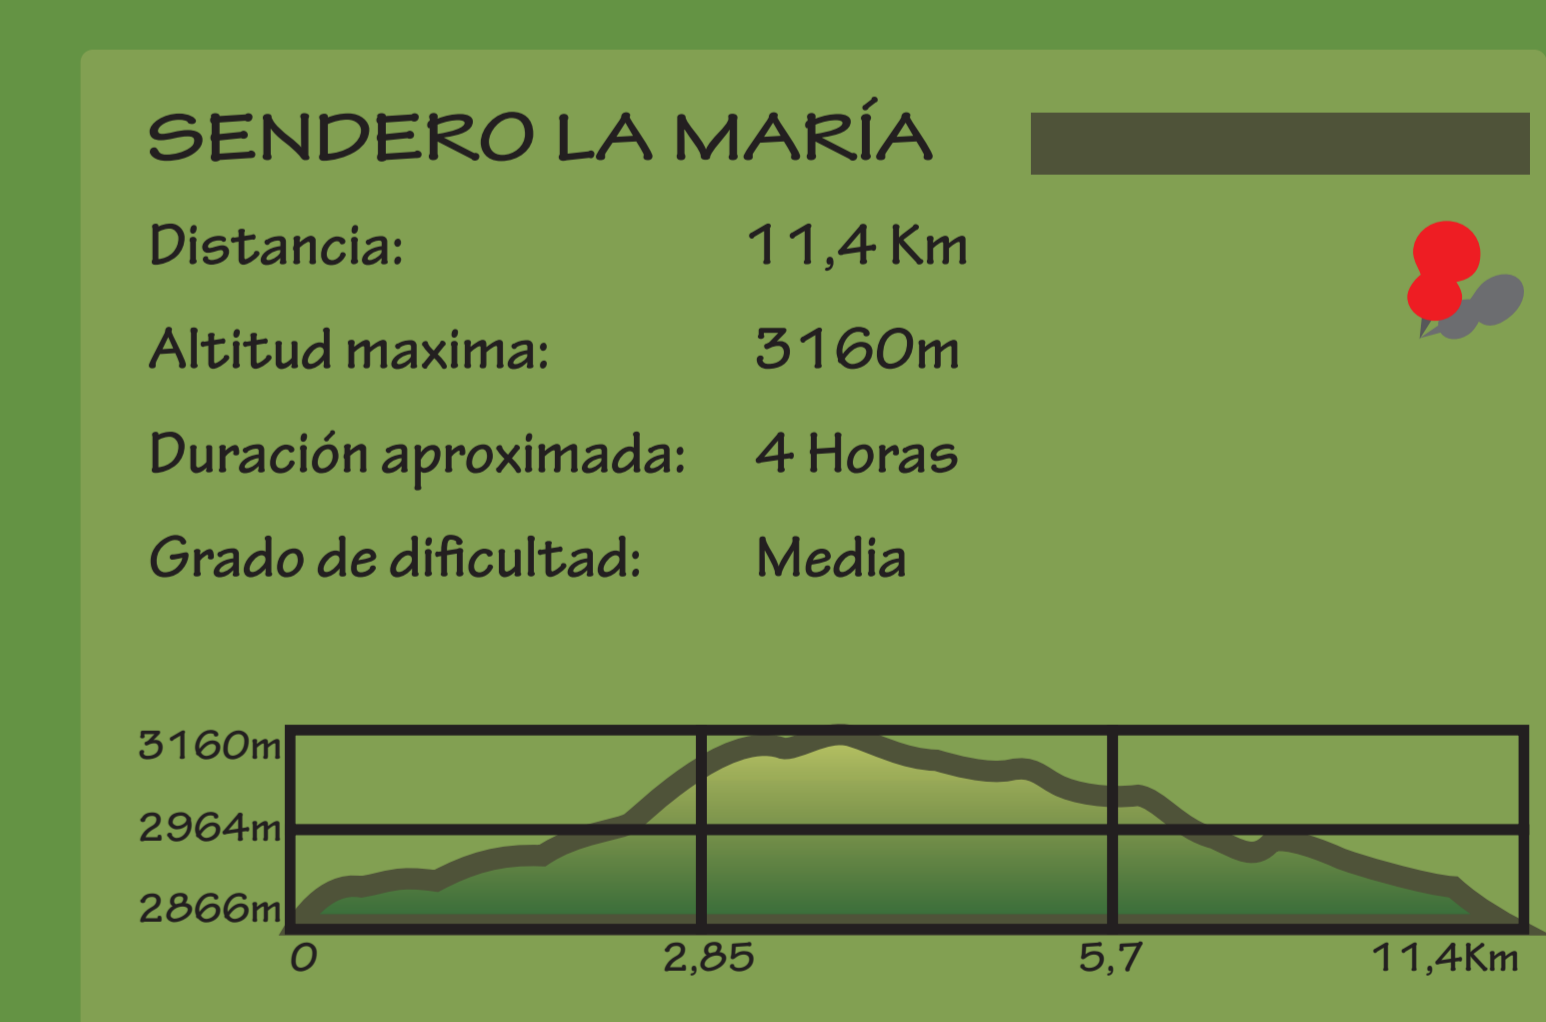 SENDERO LA MARÍA
Distancia: 11,4 Km
Altitud maxima: 3160m
Duración aproximada: 4 Horas
Grado de dificultad: Media
3160m
2964m
2866m
0 2,85 5,7 11,4Km